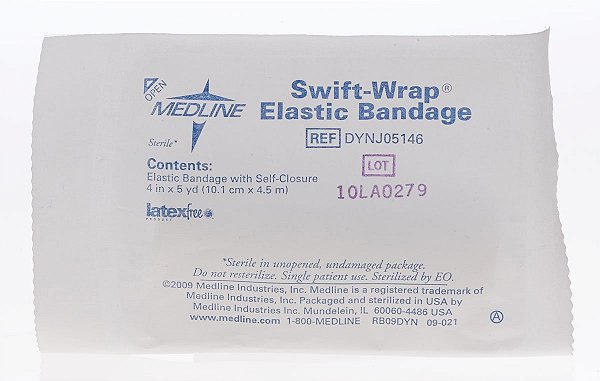 OPEN
MEDLINE
Sterile*
Swift-Wrap®
Elastic Bandage
REF DYNJ05146
LOT
10LA0279
Contents:
Elastic Bandage with Self-Closure
4 in x 5 yd (10.1 cm x 4.5 m)
latexfree
PRODUCT
*Sterile in unopened, undamaged package.
Do not resterilize. Single patient use. Sterilized by EO.
©2009 Medline Industries, Inc. Medline is a registered trademark of
Medline Industries, Inc. Packaged and sterilized in USA by
Medline Industries, Inc. Mundelein, IL 60060-4486 USA
www.medline.com 1-800-MEDLINE RB09DYN 09-021
A